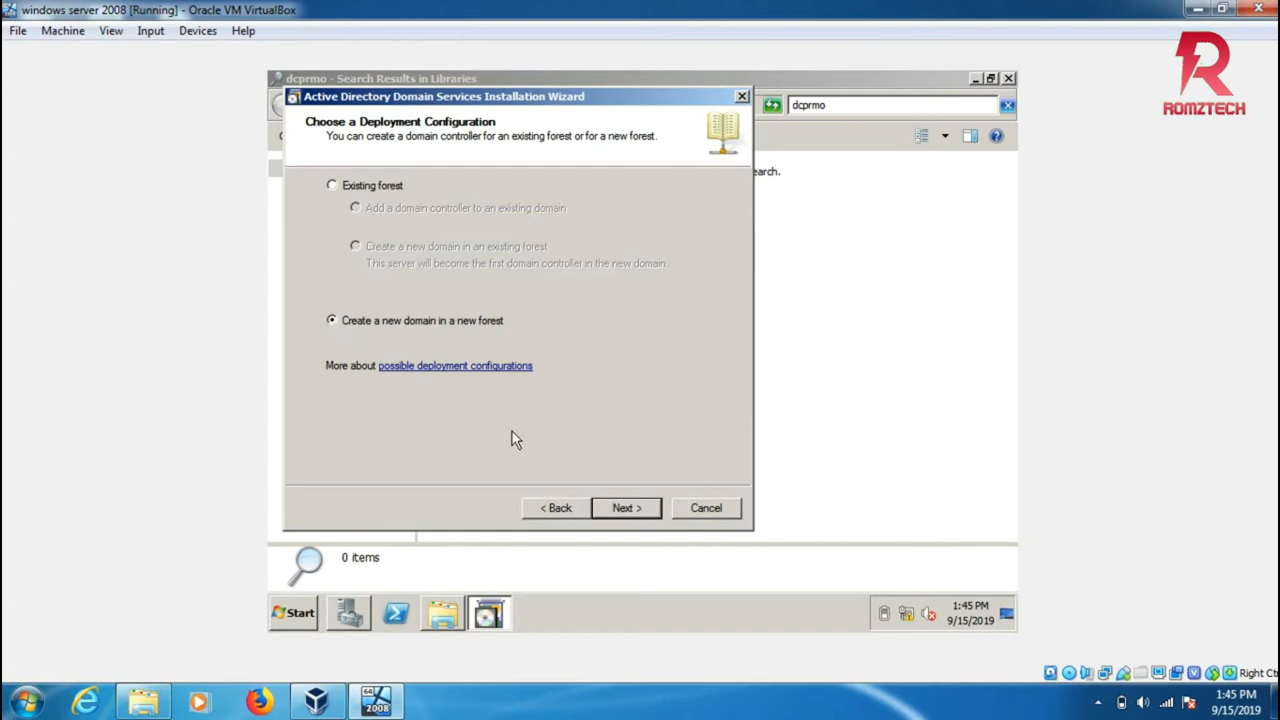 windows server 2008 [Running] - Oracle VM VirtualBox
File Machine View Input Devices Help
R
ROMZTECH
dcprmo - Search Results in Libraries
dcprmo
Active Directory Domain Services Installation Wizard
Choose a Deployment Configuration
You can create a domain controller for an existing forest or for a new forest.
earch.
Existing forest
Add a domain controller to an existing domain
Create a new domain in an existing forest
This server will become the first domain controller in the new domain.
Create a new domain in a new forest
More about possible deployment configurations
< Back Next > Cancel
0 items
Start
1:45 PM
9/15/2019
Right Ct
64
2008
1:45 PM
9/15/2019